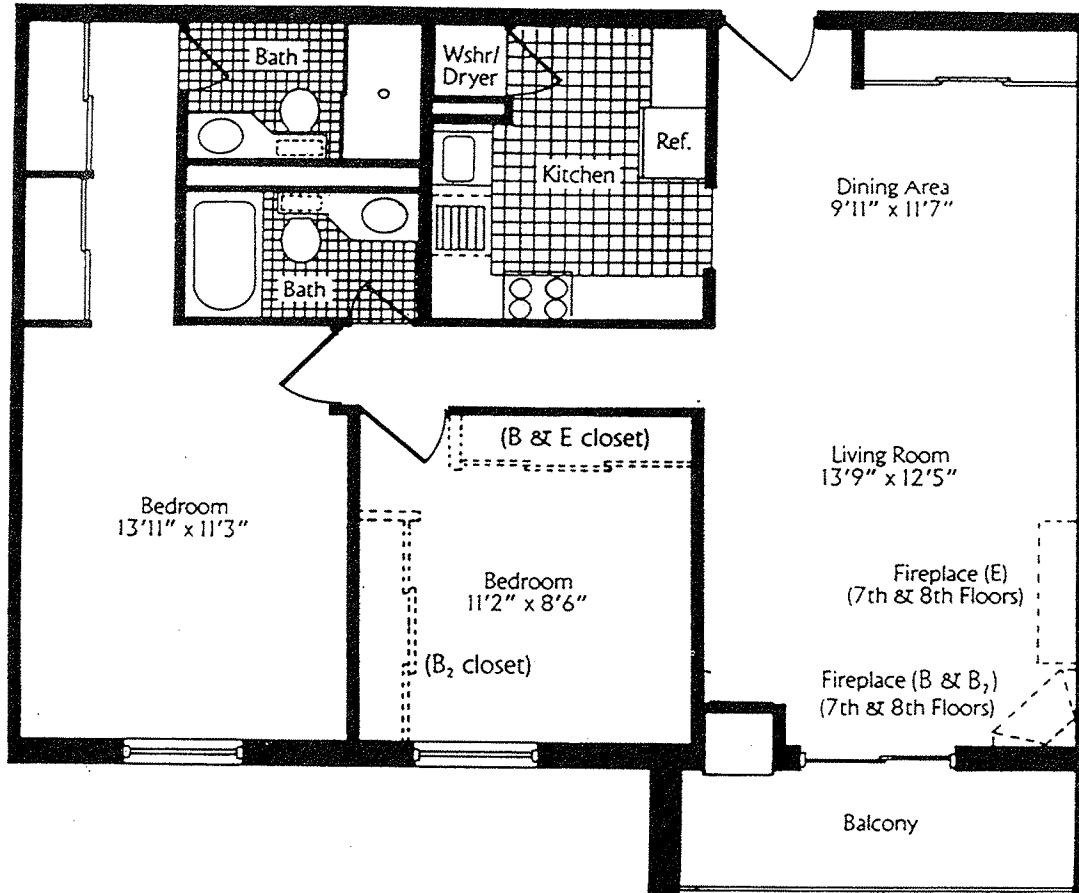 Bath
Wshr/
Dryer
Ref.
Kitchen
Dining Area
9'11" x 11'7"
Bath
(B & E closet)
Living Room
13'9" x 12'5"
Bedroom
13'11" x 11'3"
Bedroom
11'2" x 8'6"
Fireplace (E)
(7th & 8th Floors)
(B₂ closet)
Fireplace (B & B₂)
(7th & 8th Floors)
Balcony